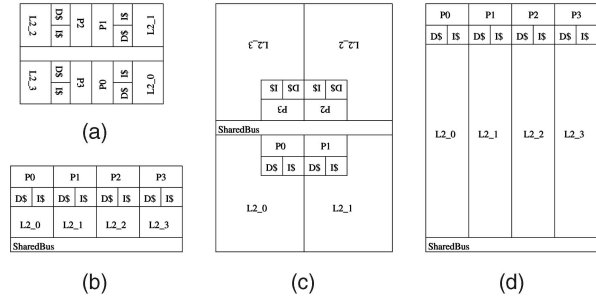 L2_2 D$ I$ P2 P1 I$ D$ L2_1
L2_3 D$ I$ P3 P0 I$ D$ L2_0
(a)
P0 P1 P2 P3
D$ I$ D$ I$ D$ I$ D$ I$
L2_0 L2_1 L2_2 L2_3
SharedBus
(b)
L2_3 L2_2
I$ D$ I$ D$
P3 P2
SharedBus
P0 P1
D$ I$ D$ I$
L2_0 L2_1
(c)
P0 P1 P2 P3
D$ I$ D$ I$ D$ I$ D$ I$
L2_0 L2_1 L2_2 L2_3
SharedBus
(d)